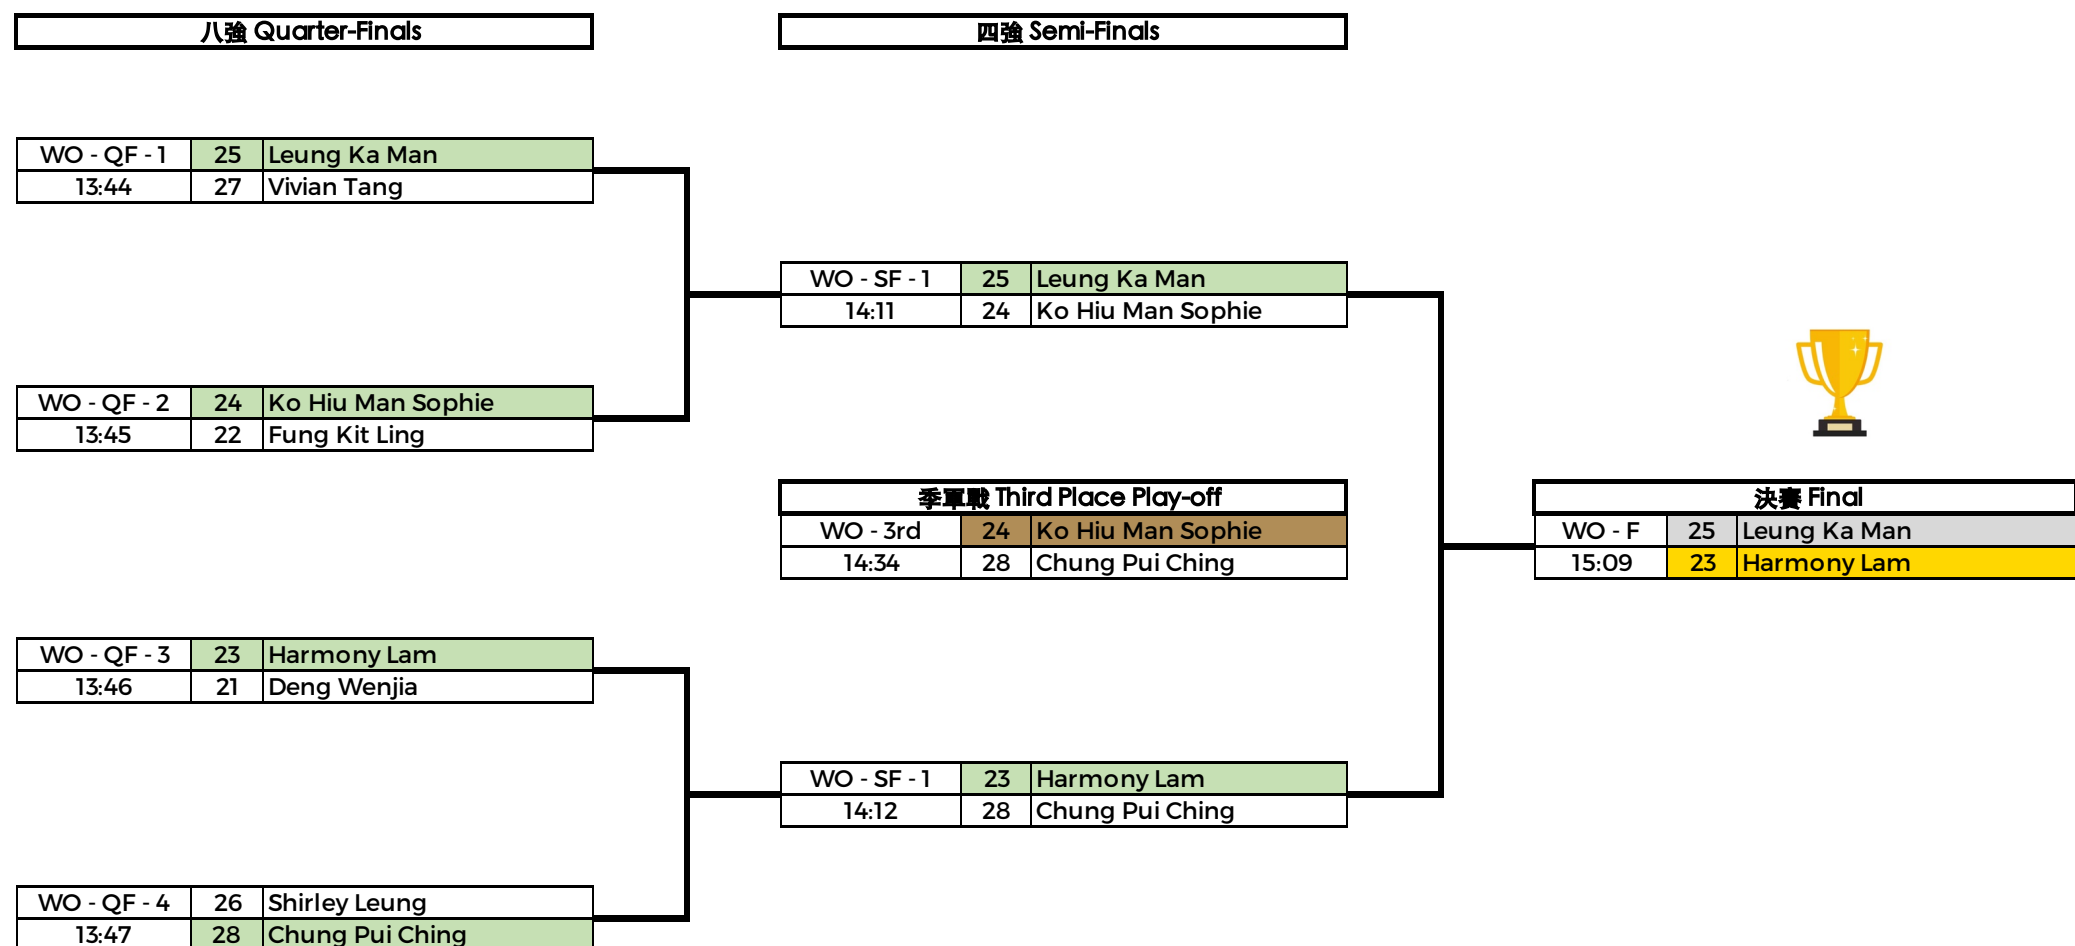 八強 Quarter-Finals
四強 Semi-Finals
WO - QF - 1 25 Leung Ka Man
13:44 27 Vivian Tang
WO - SF - 1 25 Leung Ka Man
14:11 24 Ko Hiu Man Sophie
WO - QF - 2 24 Ko Hiu Man Sophie
13:45 22 Fung Kit Ling
季軍戰 Third Place Play-off
WO - 3rd 24 Ko Hiu Man Sophie
14:34 28 Chung Pui Ching
決賽 Final
WO - F 25 Leung Ka Man
15:09 23 Harmony Lam
WO - QF - 3 23 Harmony Lam
13:46 21 Deng Wenjia
WO - SF - 1 23 Harmony Lam
14:12 28 Chung Pui Ching
WO - QF - 4 26 Shirley Leung
13:47 28 Chung Pui Ching